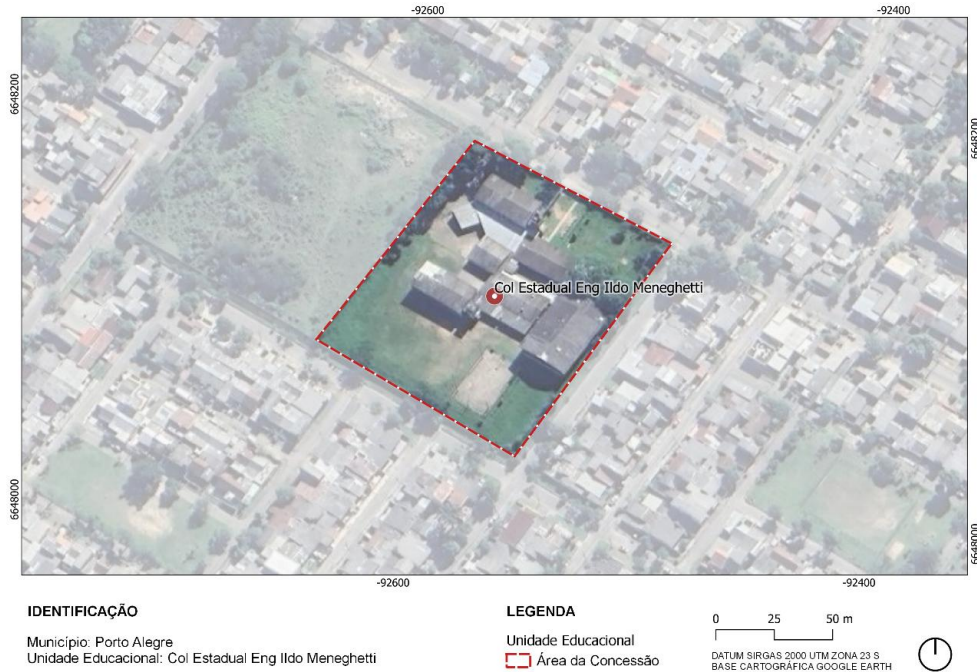 -92600
-92400
6648200
6648200
Col Estadual Eng Ildo Meneghetti
6648000
6648000
-92600
-92400
IDENTIFICAÇÃO
Município: Porto Alegre
Unidade Educacional: Col Estadual Eng Ildo Meneghetti
LEGENDA
Unidade Educacional
Área da Concessão
0 25 50 m
DATUM SIRGAS 2000 UTM ZONA 23 S
BASE CARTOGRÁFICA GOOGLE EARTH